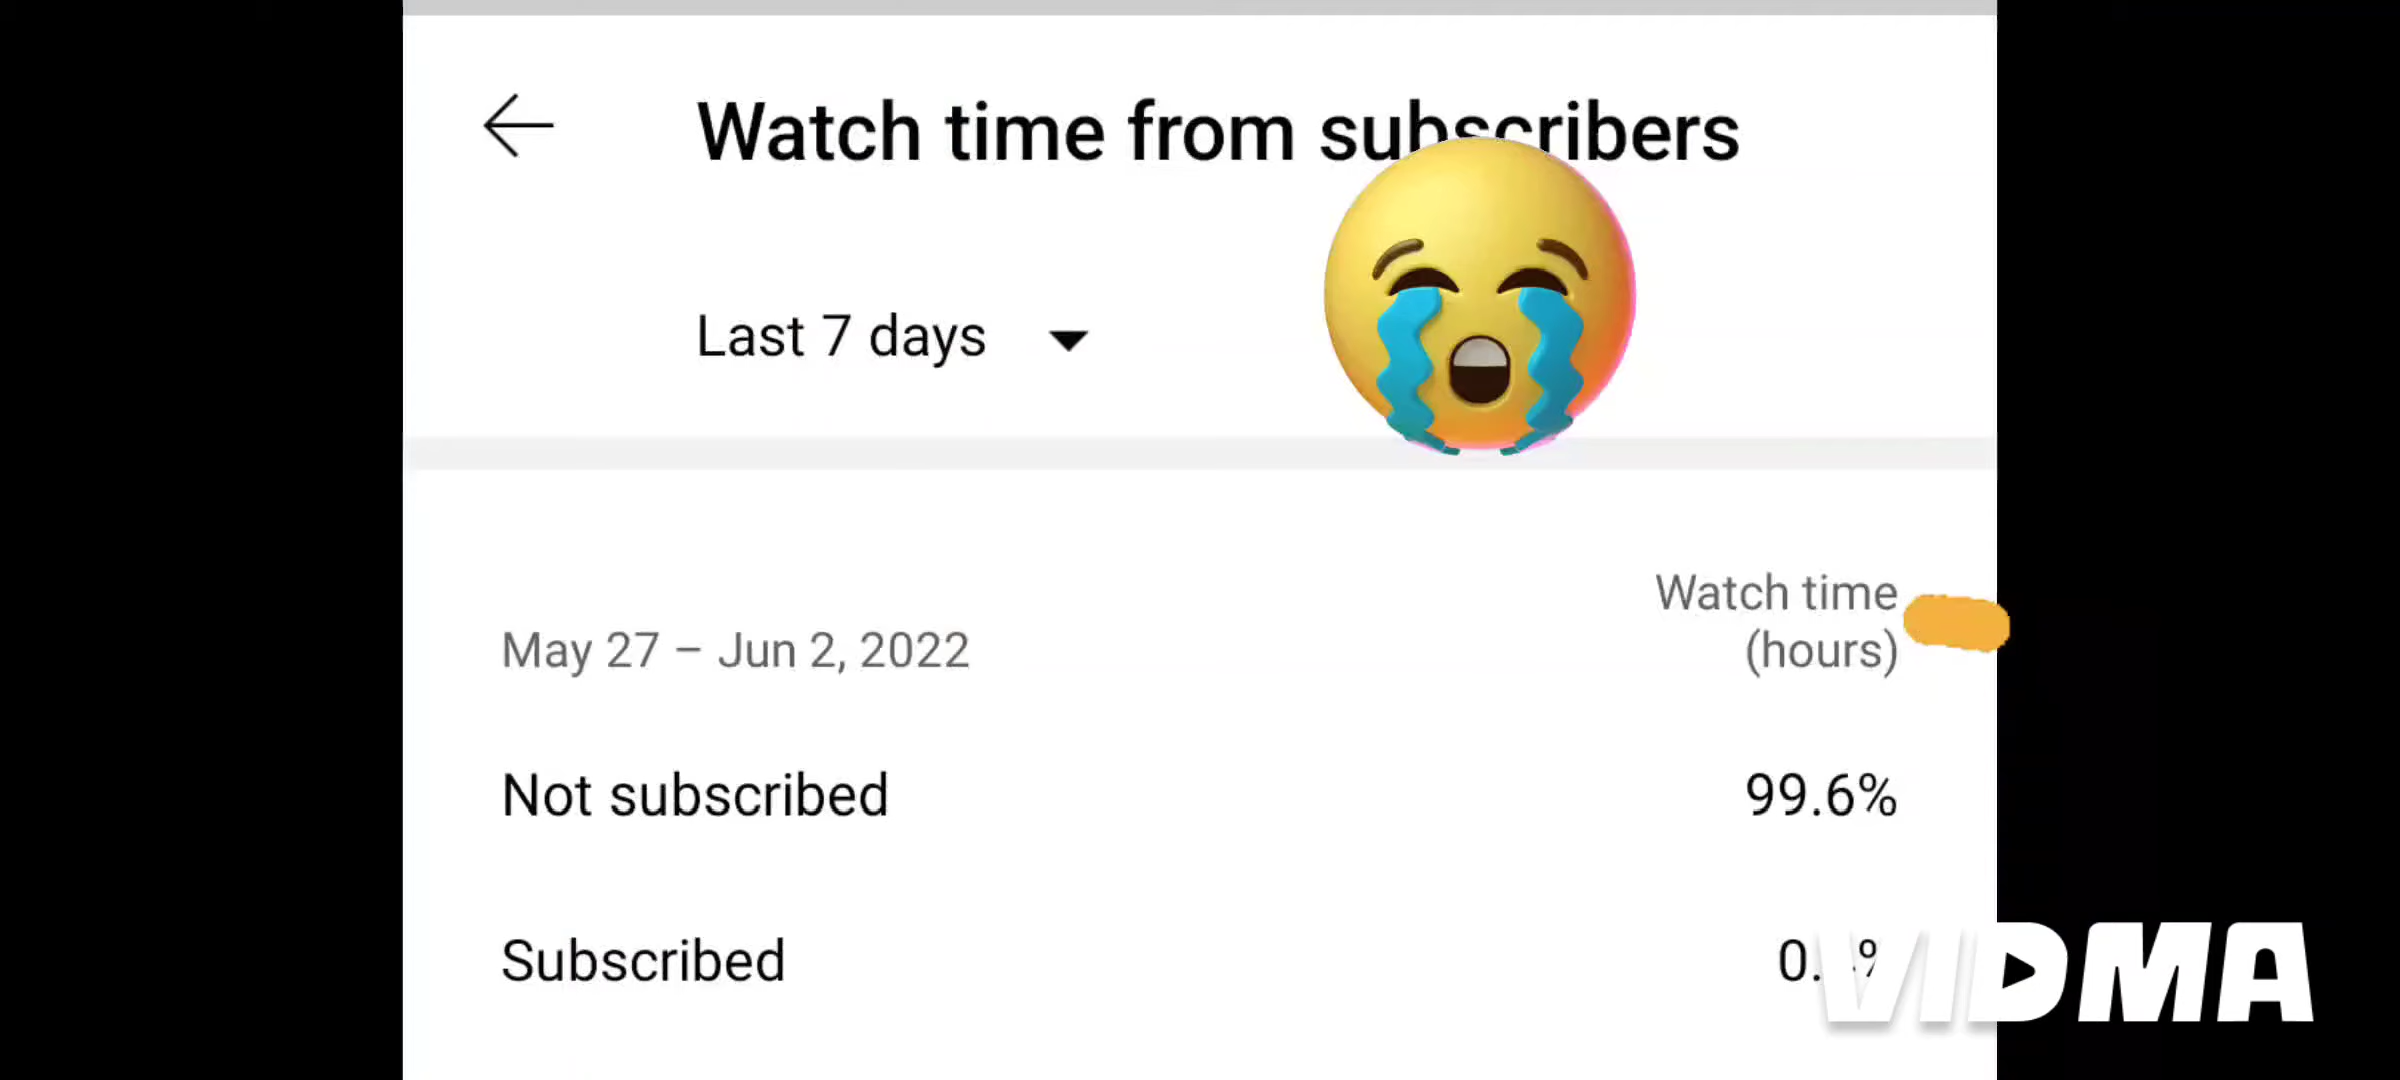 Watch time from subscribers
Last 7 days
Watch time
(hours)
May 27 – Jun 2, 2022
Not subscribed 99.6%
Subscribed
VIDMA